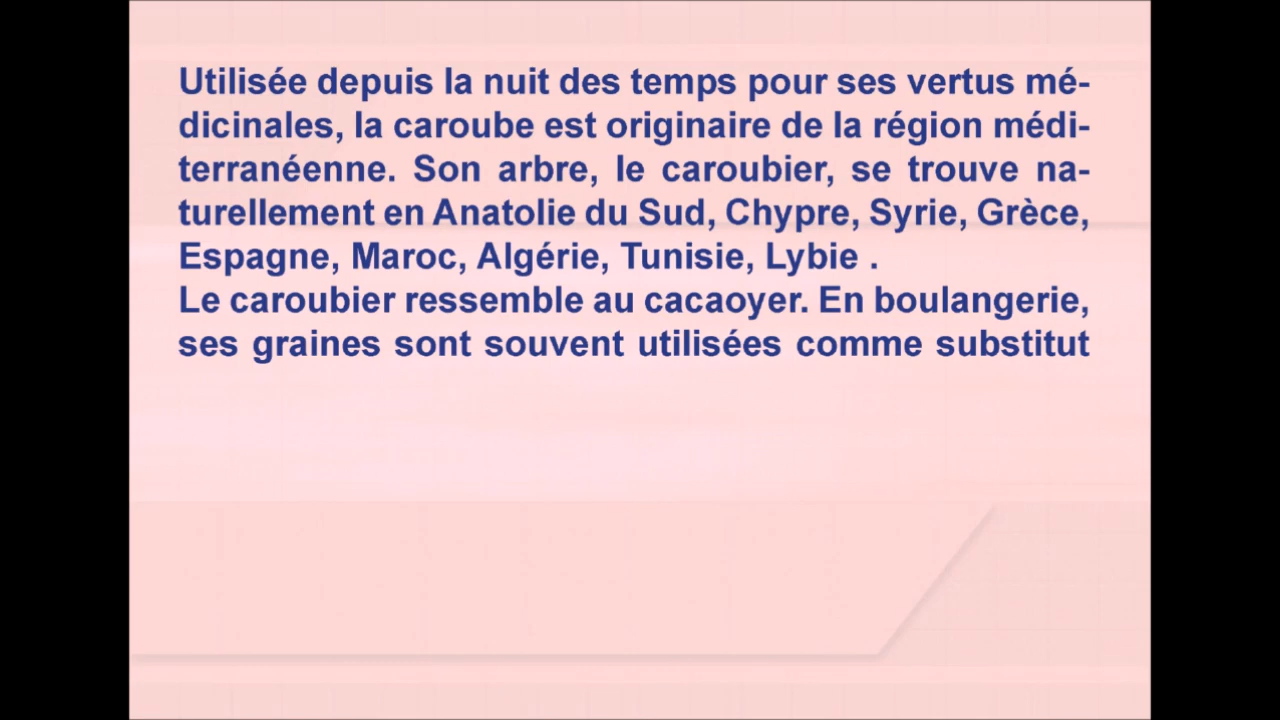 Utilisée depuis la nuit des temps pour ses vertus mé-
dicinales, la caroube est originaire de la région médi-
terranéenne. Son arbre, le caroubier, se trouve na-
turellement en Anatolie du Sud, Chypre, Syrie, Grèce,
Espagne, Maroc, Algérie, Tunisie, Lybie .
Le caroubier ressemble au cacaoyer. En boulangerie,
ses graines sont souvent utilisées comme substitut